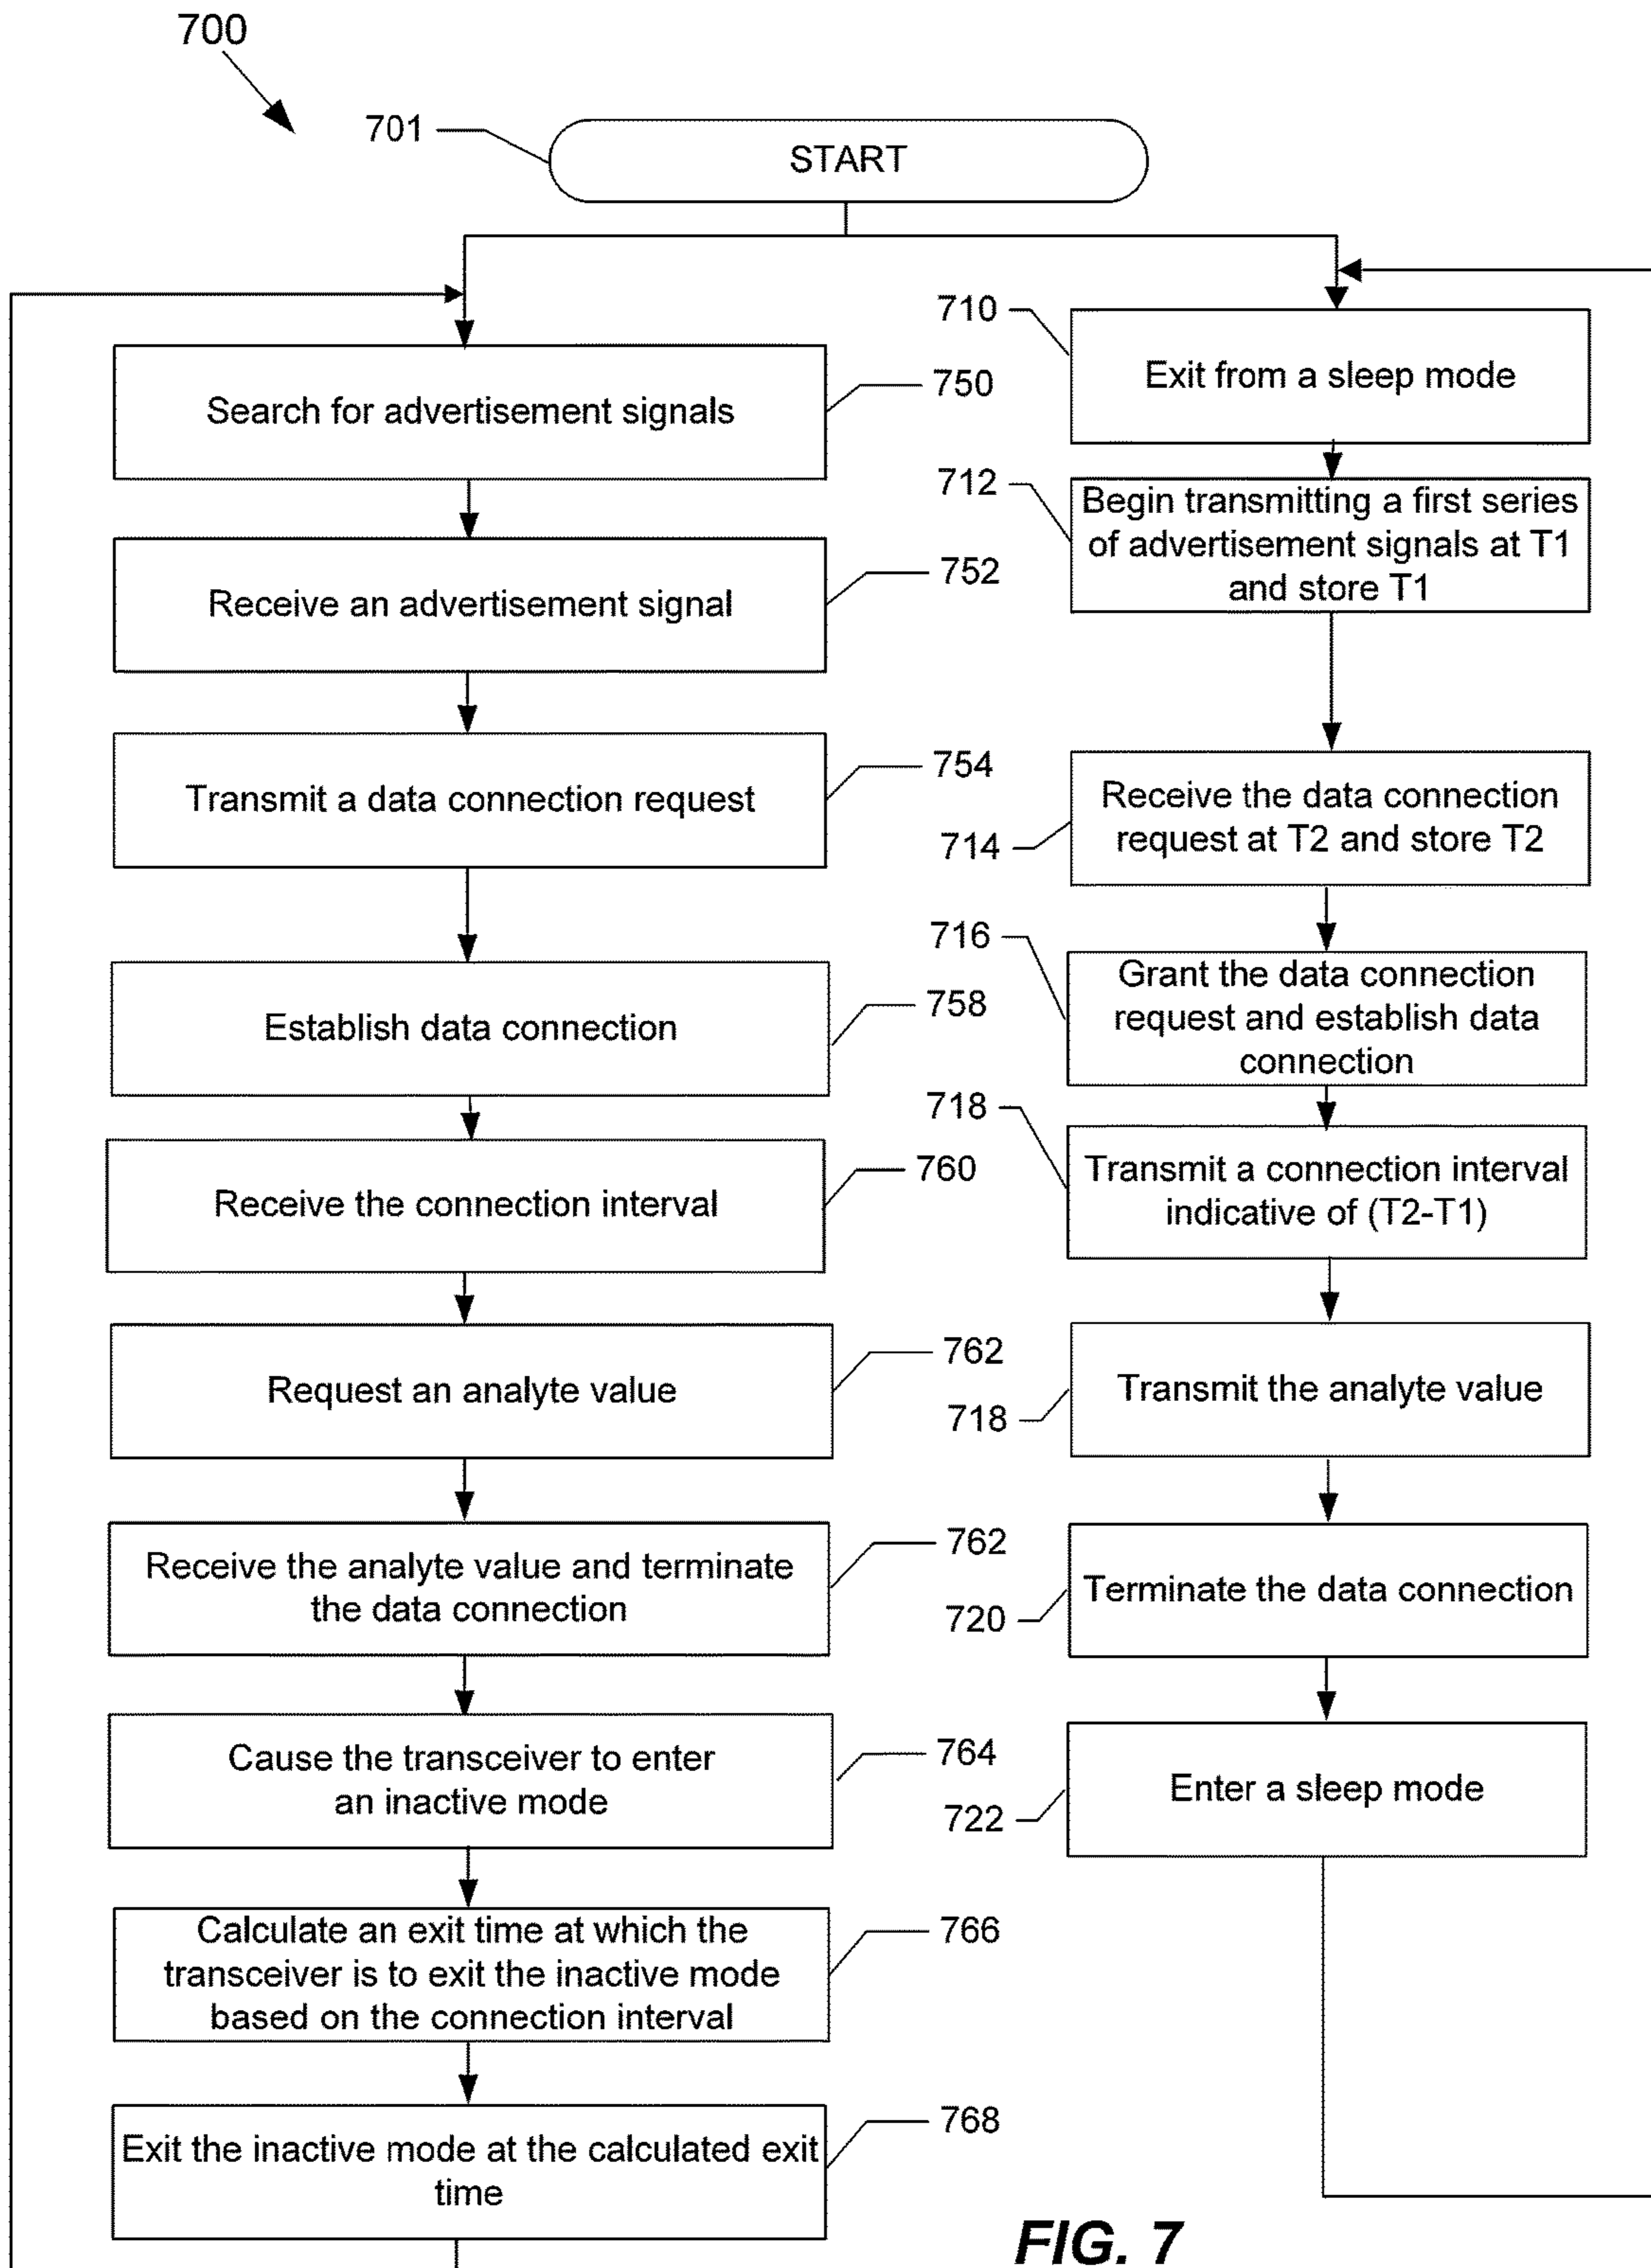 700
701
START
Search for advertisement signals
750
Receive an advertisement signal
752
Transmit a data connection request
754
Establish data connection
758
Receive the connection interval
760
Request an analyte value
762
Receive the analyte value and terminate
the data connection
762
Cause the transceiver to enter
an inactive mode
764
Calculate an exit time at which the
transceiver is to exit the inactive mode
based on the connection interval
766
Exit the inactive mode at the calculated exit
time
768
710
Exit from a sleep mode
712
Begin transmitting a first series
of advertisement signals at T1
and store T1
714
Receive the data connection
request at T2 and store T2
716
Grant the data connection
request and establish data
connection
718
Transmit a connection interval
indicative of (T2-T1)
718
Transmit the analyte value
720
Terminate the data connection
722
Enter a sleep mode
FIG. 7